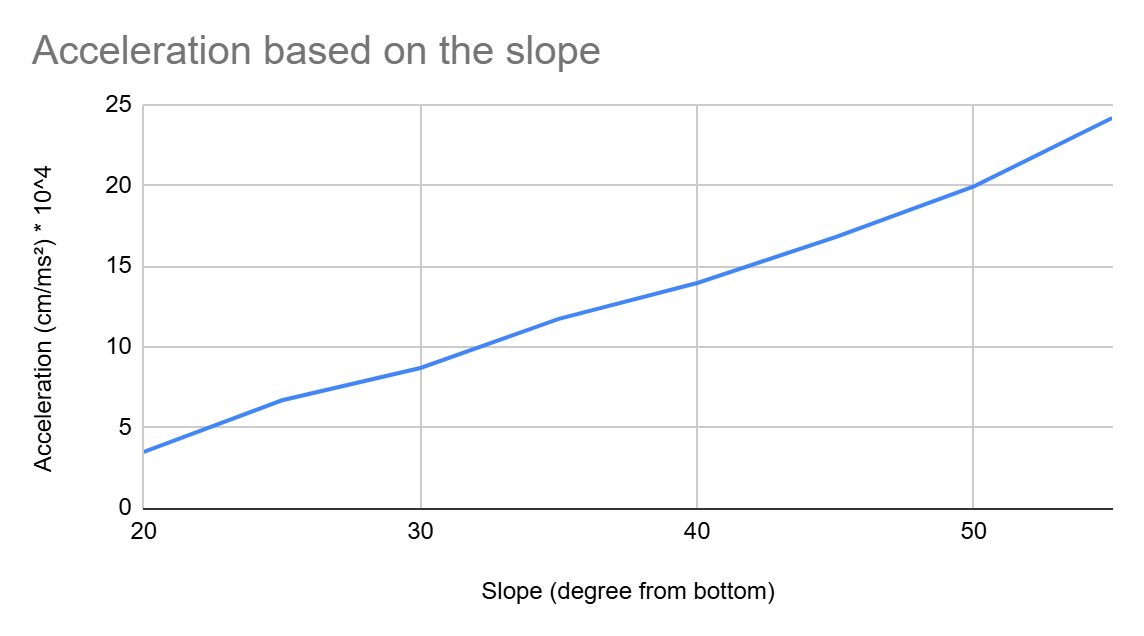 Acceleration based on the slope
25
20
15
10
5
0
Acceleration (cm/ms²) * 10^4
20 30 40 50
Slope (degree from bottom)